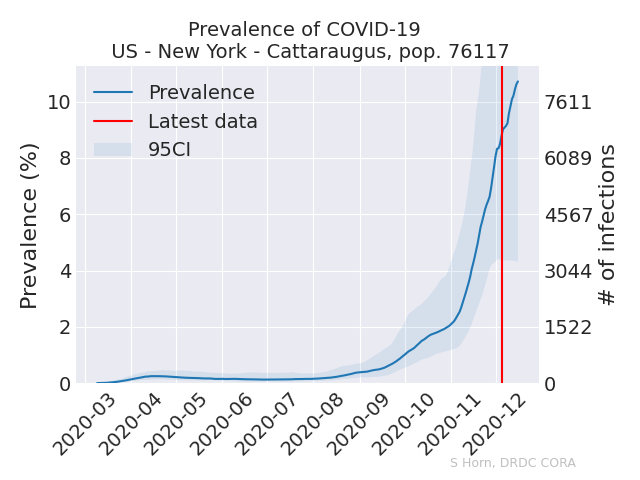 Prevalence of COVID-19
US - New York - Cattaraugus, pop. 76117
Prevalence
Latest data
95CI
Prevalence (%)
10
8
6
4
2
0
7611
6089
4567
3044
1522
0
# of infections
2020-03
2020-04
2020-05
2020-06
2020-07
2020-08
2020-09
2020-10
2020-11
2020-12
S Horn, DRDC CORA